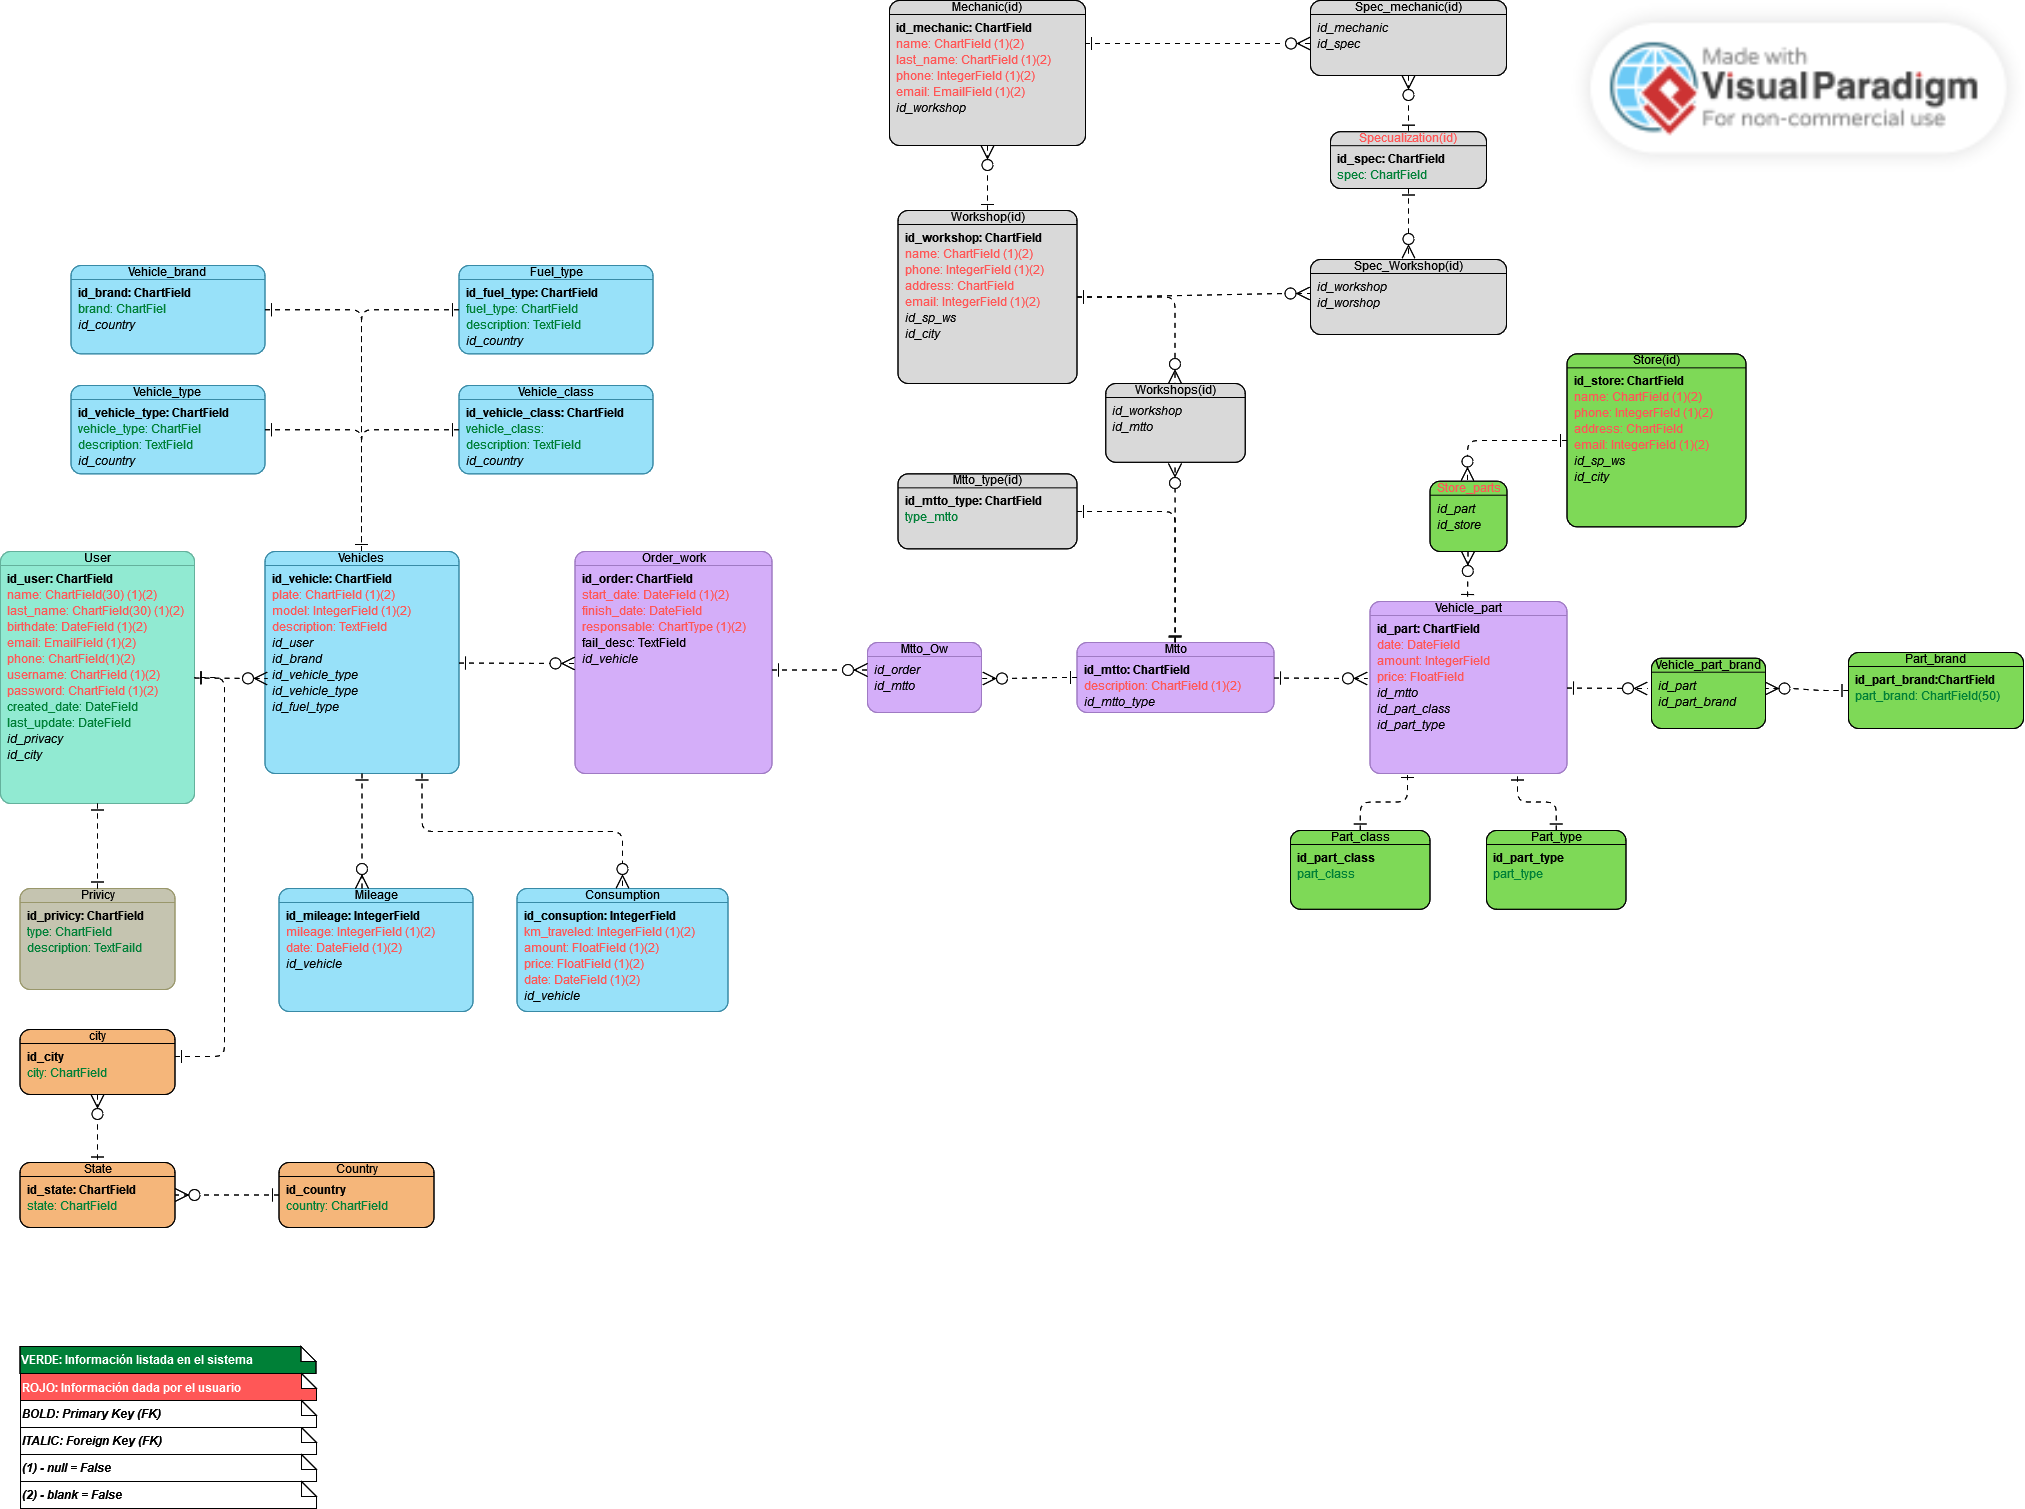 Mechanic(id)
id_mechanic: ChartField
name: ChartField (1)(2)
last_name: ChartField (1)(2)
phone: IntegerField (1)(2)
email: EmailField (1)(2)
id_workshop
Spec_mechanic(id)
id_mechanic
id_spec
Made with
Visual Paradigm
For non-commercial use
Specualization(id)
id_spec: ChartField
spec: ChartField
Workshop(id)
id_workshop: ChartField
name: ChartField (1)(2)
phone: IntegerField (1)(2)
address: ChartField
email: IntegerField (1)(2)
id_sp_ws
id_city
Spec_Workshop(id)
id_workshop
id_worshop
Vehicle_brand
id_brand: ChartField
brand: ChartFiel
id_country
Fuel_type
id_fuel_type: ChartField
fuel_type: ChartField
description: TextField
id_country
Vehicle_type
id_vehicle_type: ChartField
vehicle_type: ChartFiel
description: TextField
id_country
Vehicle_class
id_vehicle_class: ChartField
vehicle_class:
description: TextField
id_country
Workshops(id)
id_workshop
id_mtto
Store(id)
id_store: ChartField
name: ChartField (1)(2)
phone: IntegerField (1)(2)
address: ChartField
email: IntegerField (1)(2)
id_sp_ws
id_city
Mtto_type(id)
id_mtto_type: ChartField
type_mtto
Store_parts
id_part
id_store
User
id_user: ChartField
name: ChartField(30) (1)(2)
last_name: ChartField(30) (1)(2)
birthdate: DateField (1)(2)
email: EmailField (1)(2)
phone: ChartField(1)(2)
username: ChartField (1)(2)
password: ChartField (1)(2)
created_date: DateField
last_update: DateField
id_privacy
id_city
Vehicles
id_vehicle: ChartField
plate: ChartField (1)(2)
model: IntegerField (1)(2)
description: TextField
id_user
id_brand
id_vehicle_type
id_vehicle_type
id_fuel_type
Order_work
id_order: ChartField
start_date: DateField (1)(2)
finish_date: DateField
responsable: ChartType (1)(2)
fail_desc: TextField
id_vehicle
Mtto_Ow
id_order
id_mtto
Mtto
id_mtto: ChartField
description: ChartField (1)(2)
id_mtto_type
Vehicle_part
id_part: ChartField
date: DateField
amount: IntegerField
price: FloatField
id_mtto
id_part_class
id_part_type
Vehicle_part_brand
id_part
id_part_brand
Part_brand
id_part_brand:ChartField
part_brand: ChartField(50)
Part_class
id_part_class
part_class
Part_type
id_part_type
part_type
Privicy
id_privicy: ChartField
type: ChartField
description: TextFaild
Mileage
id_mileage: IntegerField
mileage: IntegerField (1)(2)
date: DateField (1)(2)
id_vehicle
Consumption
id_consuption: IntegerField
km_traveled: IntegerField (1)(2)
amount: FloatField (1)(2)
price: FloatField (1)(2)
date: DateField (1)(2)
id_vehicle
city
id_city
city: ChartField
State
id_state: ChartField
state: ChartField
Country
id_country
country: ChartField
VERDE: Información listada en el sistema
ROJO: Información dada por el usuario
BOLD: Primary Key (FK)
ITALIC: Foreign Key (FK)
(1) - null = False
(2) - blank = False